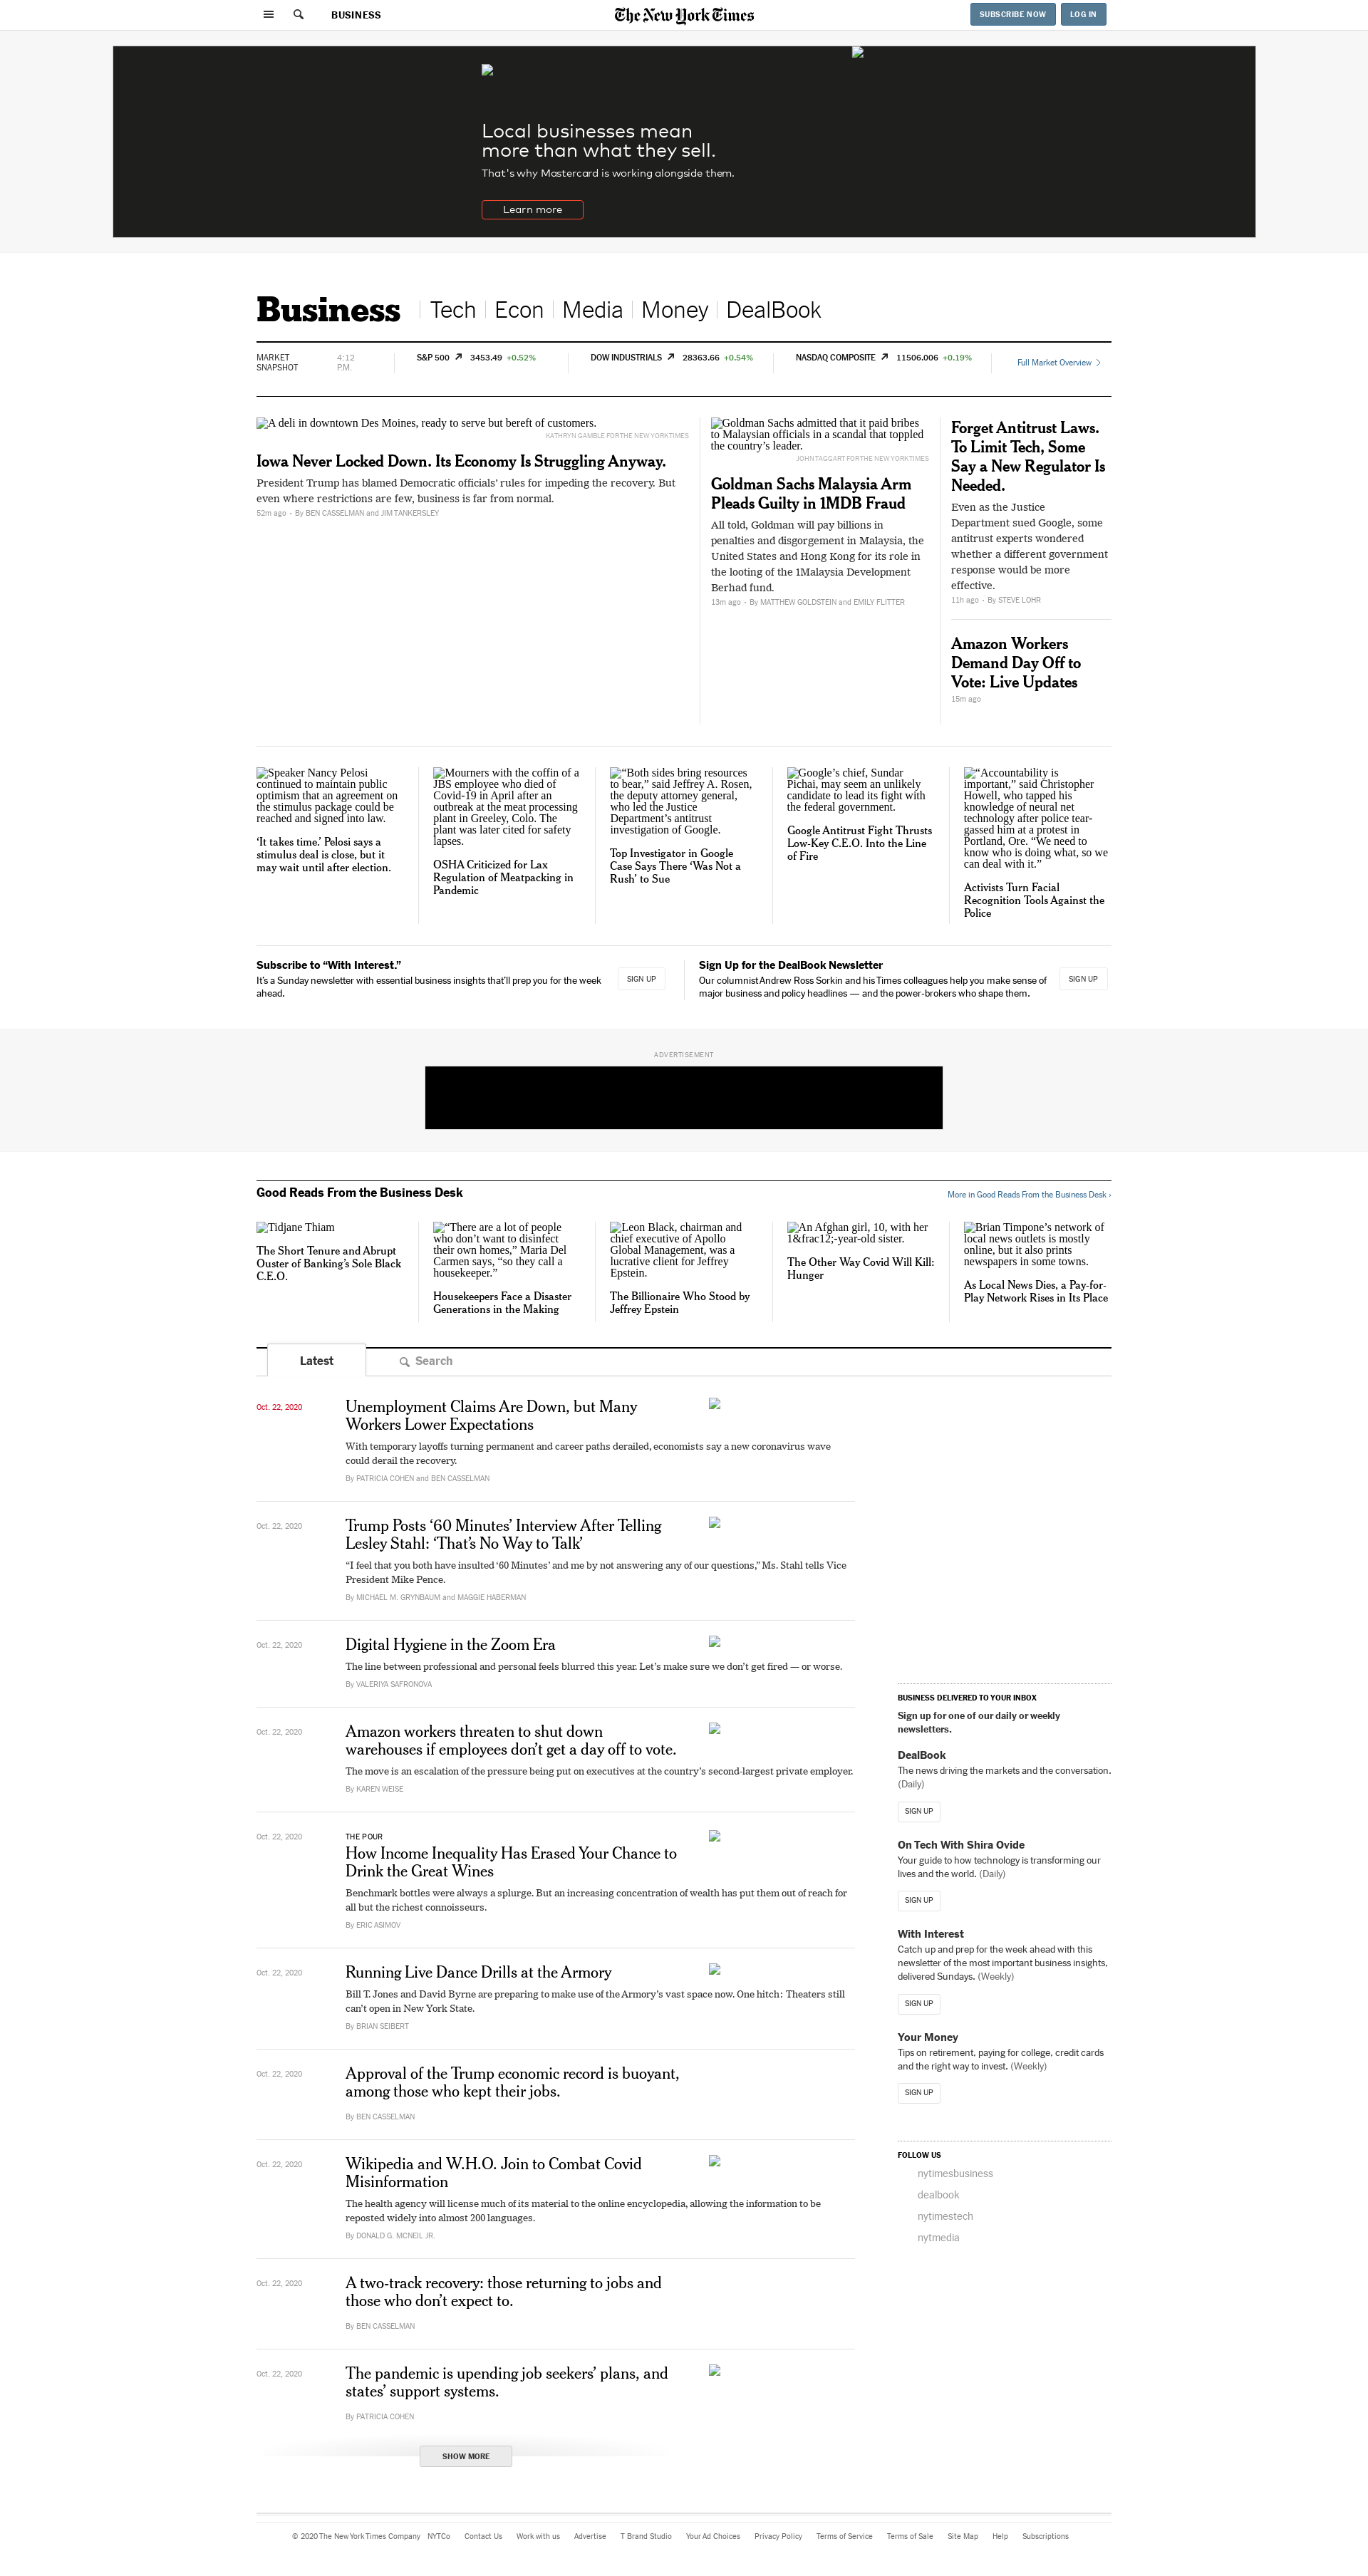 BUSINESS
The New York Times
SUBSCRIBE NOW
LOG IN
Local businesses mean
more than what they sell.
That's why Mastercard is working alongside them.
Learn more
Business
Tech
Econ
Media
Money
DealBook
MARKET
SNAPSHOT
4:12
P.M.
S&P 500 3453.49 +0.52%
DOW INDUSTRIALS 28363.66 +0.54%
NASDAQ COMPOSITE 11506.006 +0.19%
Full Market Overview
A deli in downtown Des Moines, ready to serve but bereft of customers.
KATHRYN GAMBLE FOR THE NEW YORK TIMES
Iowa Never Locked Down. Its Economy Is Struggling Anyway.
President Trump has blamed Democratic officials’ rules for impeding the recovery. But
even where restrictions are few, business is far from normal.
52m ago • By BEN CASSELMAN and JIM TANKERSLEY
Goldman Sachs admitted that it paid bribes
to Malaysian officials in a scandal that toppled
the country’s leader.
JOHN TAGGART FOR THE NEW YORK TIMES
Goldman Sachs Malaysia Arm
Pleads Guilty in 1MDB Fraud
All told, Goldman will pay billions in
penalties and disgorgement in Malaysia, the
United States and Hong Kong for its role in
the looting of the 1Malaysia Development
Berhad fund.
13m ago • By MATTHEW GOLDSTEIN and EMILY FLITTER
Forget Antitrust Laws.
To Limit Tech, Some
Say a New Regulator Is
Needed.
Even as the Justice
Department sued Google, some
antitrust experts wondered
whether a different government
response would be more
effective.
11h ago • By STEVE LOHR
Amazon Workers
Demand Day Off to
Vote: Live Updates
15m ago
Speaker Nancy Pelosi
continued to maintain public
optimism that an agreement on
the stimulus package could be
reached and signed into law.
‘It takes time.’ Pelosi says a
stimulus deal is close, but it
may wait until after election.
Mourners with the coffin of a
JBS employee who died of
Covid-19 in April after an
outbreak at the meat processing
plant in Greeley, Colo. The
plant was later cited for safety
lapses.
OSHA Criticized for Lax
Regulation of Meatpacking in
Pandemic
“Both sides bring resources
to bear,” said Jeffrey A. Rosen,
the deputy attorney general,
who led the Justice
Department’s antitrust
investigation of Google.
Top Investigator in Google
Case Says There ‘Was Not a
Rush’ to Sue
Google’s chief, Sundar
Pichai, may seem an unlikely
candidate to lead its fight with
the federal government.
Google Antitrust Fight Thrusts
Low-Key C.E.O. Into the Line
of Fire
“Accountability is
important,” said Christopher
Howell, who tapped his
knowledge of neural net
technology after police tear-
gassed him at a protest in
Portland, Ore. “We need to
know who is doing what, so we
can deal with it.”
Activists Turn Facial
Recognition Tools Against the
Police
Subscribe to “With Interest.”
It’s a Sunday newsletter with essential business insights that’ll prep you for the week
ahead.
SIGN UP
Sign Up for the DealBook Newsletter
Our columnist Andrew Ross Sorkin and his Times colleagues help you make sense of
major business and policy headlines — and the power-brokers who shape them.
SIGN UP
ADVERTISEMENT
Good Reads From the Business Desk
More in Good Reads From the Business Desk ›
Tidjane Thiam
The Short Tenure and Abrupt
Ouster of Banking’s Sole Black
C.E.O.
“There are a lot of people
who don’t want to disinfect
their own homes,” Maria Del
Carmen says, “so they call a
housekeeper.”
Housekeepers Face a Disaster
Generations in the Making
Leon Black, chairman and
chief executive of Apollo
Global Management, was a
lucrative client for Jeffrey
Epstein.
The Billionaire Who Stood by
Jeffrey Epstein
An Afghan girl, 10, with her
1&frac12;-year-old sister.
The Other Way Covid Will Kill:
Hunger
Brian Timpone’s network of
local news outlets is mostly
online, but it also prints
newspapers in some towns.
As Local News Dies, a Pay-for-
Play Network Rises in Its Place
Latest
Search
Oct. 22, 2020
Unemployment Claims Are Down, but Many
Workers Lower Expectations
With temporary layoffs turning permanent and career paths derailed, economists say a new coronavirus wave
could derail the recovery.
By PATRICIA COHEN and BEN CASSELMAN
Oct. 22, 2020
Trump Posts ‘60 Minutes’ Interview After Telling
Lesley Stahl: ‘That’s No Way to Talk’
“I feel that you both have insulted ‘60 Minutes’ and me by not answering any of our questions,” Ms. Stahl tells Vice
President Mike Pence.
By MICHAEL M. GRYNBAUM and MAGGIE HABERMAN
Oct. 22, 2020
Digital Hygiene in the Zoom Era
The line between professional and personal feels blurred this year. Let’s make sure we don’t get fired — or worse.
By VALERIYA SAFRONOVA
Oct. 22, 2020
Amazon workers threaten to shut down
warehouses if employees don’t get a day off to vote.
The move is an escalation of the pressure being put on executives at the country’s second-largest private employer.
By KAREN WEISE
Oct. 22, 2020
THE POUR
How Income Inequality Has Erased Your Chance to
Drink the Great Wines
Benchmark bottles were always a splurge. But an increasing concentration of wealth has put them out of reach for
all but the richest connoisseurs.
By ERIC ASIMOV
Oct. 22, 2020
Running Live Dance Drills at the Armory
Bill T. Jones and David Byrne are preparing to make use of the Armory’s vast space now. One hitch: Theaters still
can’t open in New York State.
By BRIAN SEIBERT
Oct. 22, 2020
Approval of the Trump economic record is buoyant,
among those who kept their jobs.
By BEN CASSELMAN
Oct. 22, 2020
Wikipedia and W.H.O. Join to Combat Covid
Misinformation
The health agency will license much of its material to the online encyclopedia, allowing the information to be
reposted widely into almost 200 languages.
By DONALD G. MCNEIL JR.
Oct. 22, 2020
A two-track recovery: those returning to jobs and
those who don’t expect to.
By BEN CASSELMAN
Oct. 22, 2020
The pandemic is upending job seekers’ plans, and
states’ support systems.
By PATRICIA COHEN
SHOW MORE
BUSINESS DELIVERED TO YOUR INBOX
Sign up for one of our daily or weekly
newsletters.
DealBook
The news driving the markets and the conversation.
(Daily)
SIGN UP
On Tech With Shira Ovide
Your guide to how technology is transforming our
lives and the world. (Daily)
SIGN UP
With Interest
Catch up and prep for the week ahead with this
newsletter of the most important business insights,
delivered Sundays. (Weekly)
SIGN UP
Your Money
Tips on retirement, paying for college, credit cards
and the right way to invest. (Weekly)
SIGN UP
FOLLOW US
nytimesbusiness
dealbook
nytimestech
nytmedia
© 2020 The New York Times Company NYTCo Contact Us Work with us Advertise T Brand Studio Your Ad Choices Privacy Policy Terms of Service Terms of Sale Site Map Help Subscriptions